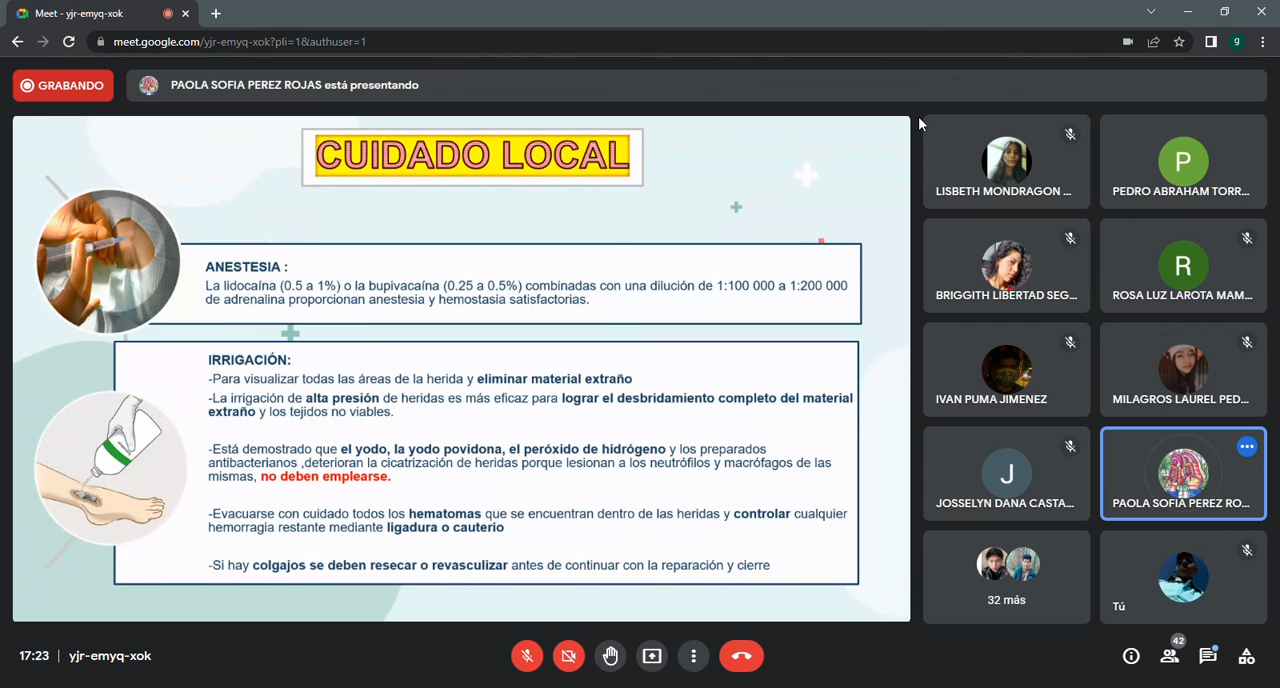 Meet - yjr-emyq-xok
meet.google.com/yjr-emyq-xok?pli=1&authuser=1
g
GRABANDO
PAOLA SOFIA PEREZ ROJAS está presentando
CUIDADO LOCAL
ANESTESIA :
La lidocaína (0.5 a 1%) o la bupivacaína (0.25 a 0.5%) combinadas con una dilución de 1:100 000 a 1:200 000
de adrenalina proporcionan anestesia y hemostasia satisfactorias.
IRRIGACIÓN:
-Para visualizar todas las áreas de la herida y eliminar material extraño
-La irrigación de alta presión de heridas es más eficaz para lograr el desbridamiento completo del material
extraño y los tejidos no viables.
-Está demostrado que el yodo, la yodo povidona, el peróxido de hidrógeno y los preparados
antibacterianos ,deterioran la cicatrización de heridas porque lesionan a los neutrófilos y macrófagos de las
mismas, no deben emplearse.
-Evacuarse con cuidado todos los hematomas que se encuentran dentro de las heridas y controlar cualquier
hemorragia restante mediante ligadura o cauterio
-Si hay colgajos se deben resecar o revasculizar antes de continuar con la reparación y cierre
LISBETH MONDRAGON ...
P
PEDRO ABRAHAM TORR...
BRIGGITH LIBERTAD SEG...
R
ROSA LUZ LAROTA MAM...
IVAN PUMA JIMENEZ
MILAGROS LAUREL PED...
J
JOSSELYN DANA CASTA...
PAOLA SOFIA PEREZ RO...
32 más
Tú
17:23 | yjr-emyq-xok
42